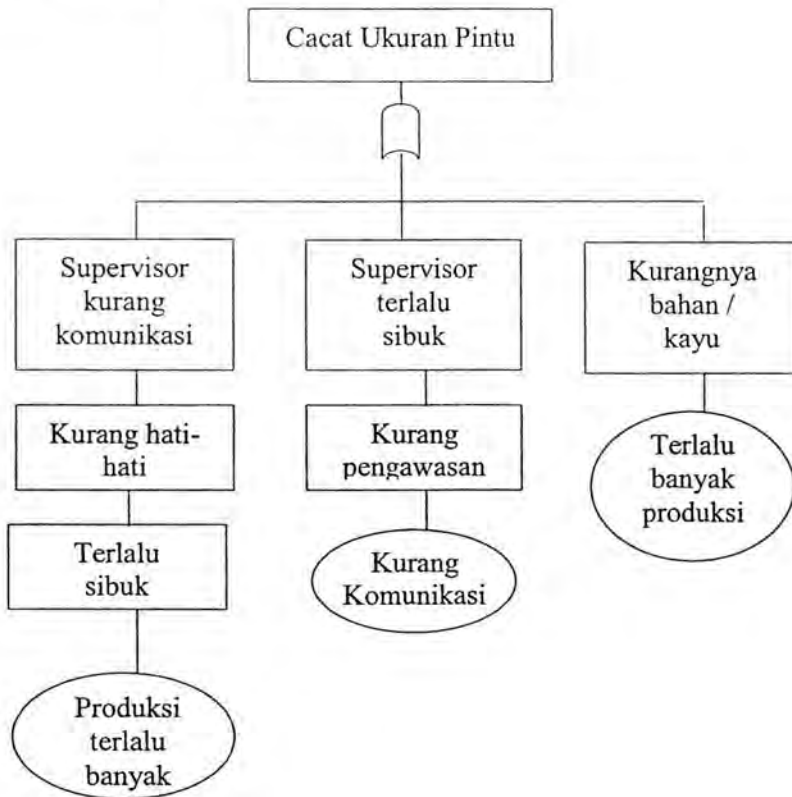 Cacat Ukuran Pintu
Supervisor
kurang
komunikasi
Supervisor
terlalu
sibuk
Kurangnya
bahan /
kayu
Kurang hati-
hati
Kurang
pengawasan
Terlalu
banyak
produksi
Terlalu
sibuk
Kurang
Komunikasi
Produksi
terlalu
banyak